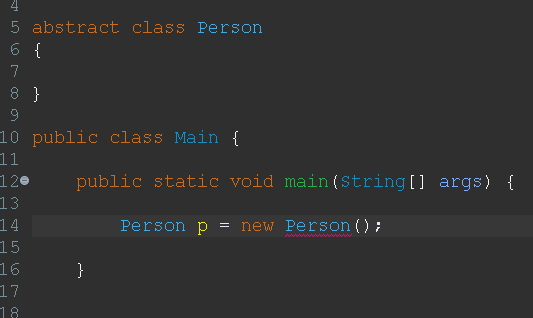 4
5 abstract class Person
6 {
7
8 }
9
10 public class Main {
11
12 public static void main(String[] args) {
13
14 Person p = new Person();
15
16 }
17
18